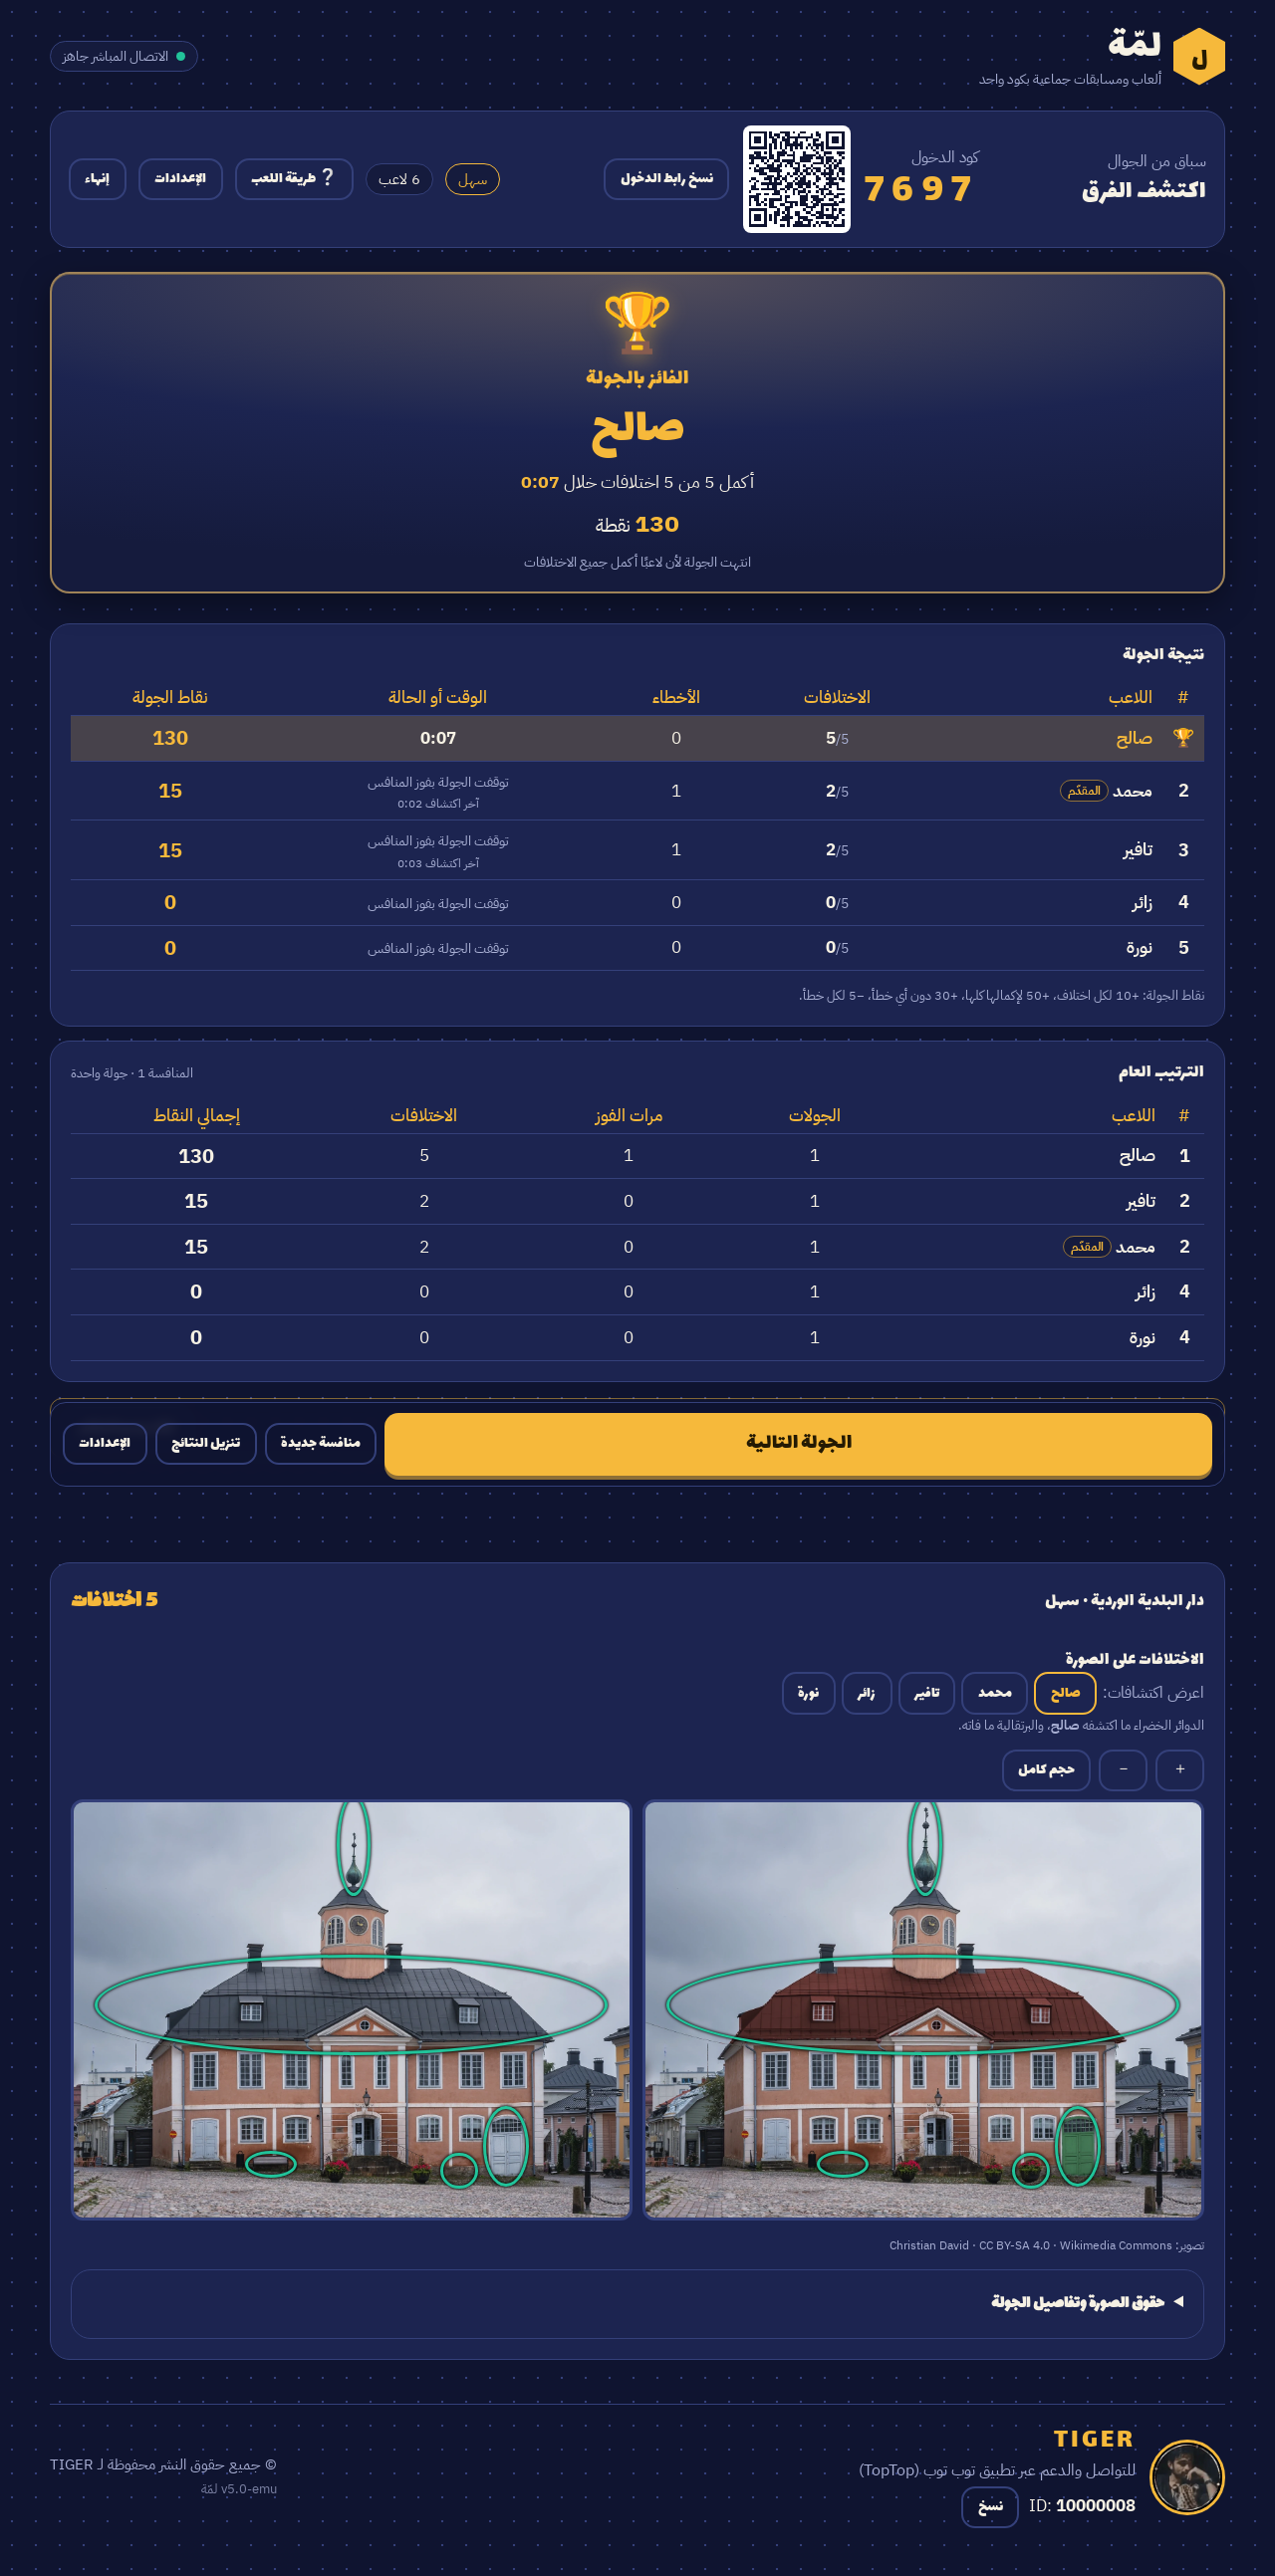 ل
لمّة
ألعاب ومسابقات جماعية بكود واحد
الاتصال المباشر جاهز
سباق من الجوال
اكتشف الفرق
كود الدخول
7697
نسخ رابط الدخول
سهل
6 لاعب
❔ طريقة اللعب
الإعدادات
إنهاء
الفائز بالجولة
صالح
أكمل 5 من 5 اختلافات خلال 0:07
130 نقطة
انتهت الجولة لأن لاعبًا أكمل جميع الاختلافات
نتيجة الجولة
# اللاعب الاختلافات الأخطاء الوقت أو الحالة نقاط الجولة
🏆 صالح 5/5 0 0:07 130
2 محمد المقدّم 2/5 1 توقفت الجولة بفوز المنافس 15
آخر اكتشاف 0:02
3 تافير 2/5 1 توقفت الجولة بفوز المنافس 15
آخر اكتشاف 0:03
4 زائر 0/5 0 توقفت الجولة بفوز المنافس 0
5 نورة 0/5 0 توقفت الجولة بفوز المنافس 0
نقاط الجولة: +10 لكل اختلاف، +50 لإكمالها كلها، +30 دون أي خطأ، −5 لكل خطأ.
الترتيب العام
المنافسة 1 · جولة واحدة
# اللاعب الجولات مرات الفوز الاختلافات إجمالي النقاط
1 صالح 1 1 5 130
2 تافير 1 0 2 15
2 محمد المقدّم 1 0 2 15
4 زائر 1 0 0 0
4 نورة 1 0 0 0
الجولة التالية
منافسة جديدة
تنزيل النتائج
الإعدادات
دار البلدية الوردية · سهل
5 اختلافات
الاختلافات على الصورة
اعرض اكتشافات: صالح محمد تافير زائر نورة
الدوائر الخضراء ما اكتشفه صالح، والبرتقالية ما فاته.
+ − حجم كامل
تصوير: Christian David · CC BY-SA 4.0 · Wikimedia Commons
حقوق الصورة وتفاصيل الجولة
TIGER
للتواصل والدعم عبر تطبيق توب توب (TopTop)
ID: 10000008 نسخ
© جميع حقوق النشر محفوظة لـ TIGER
لمّة v5.0-emu